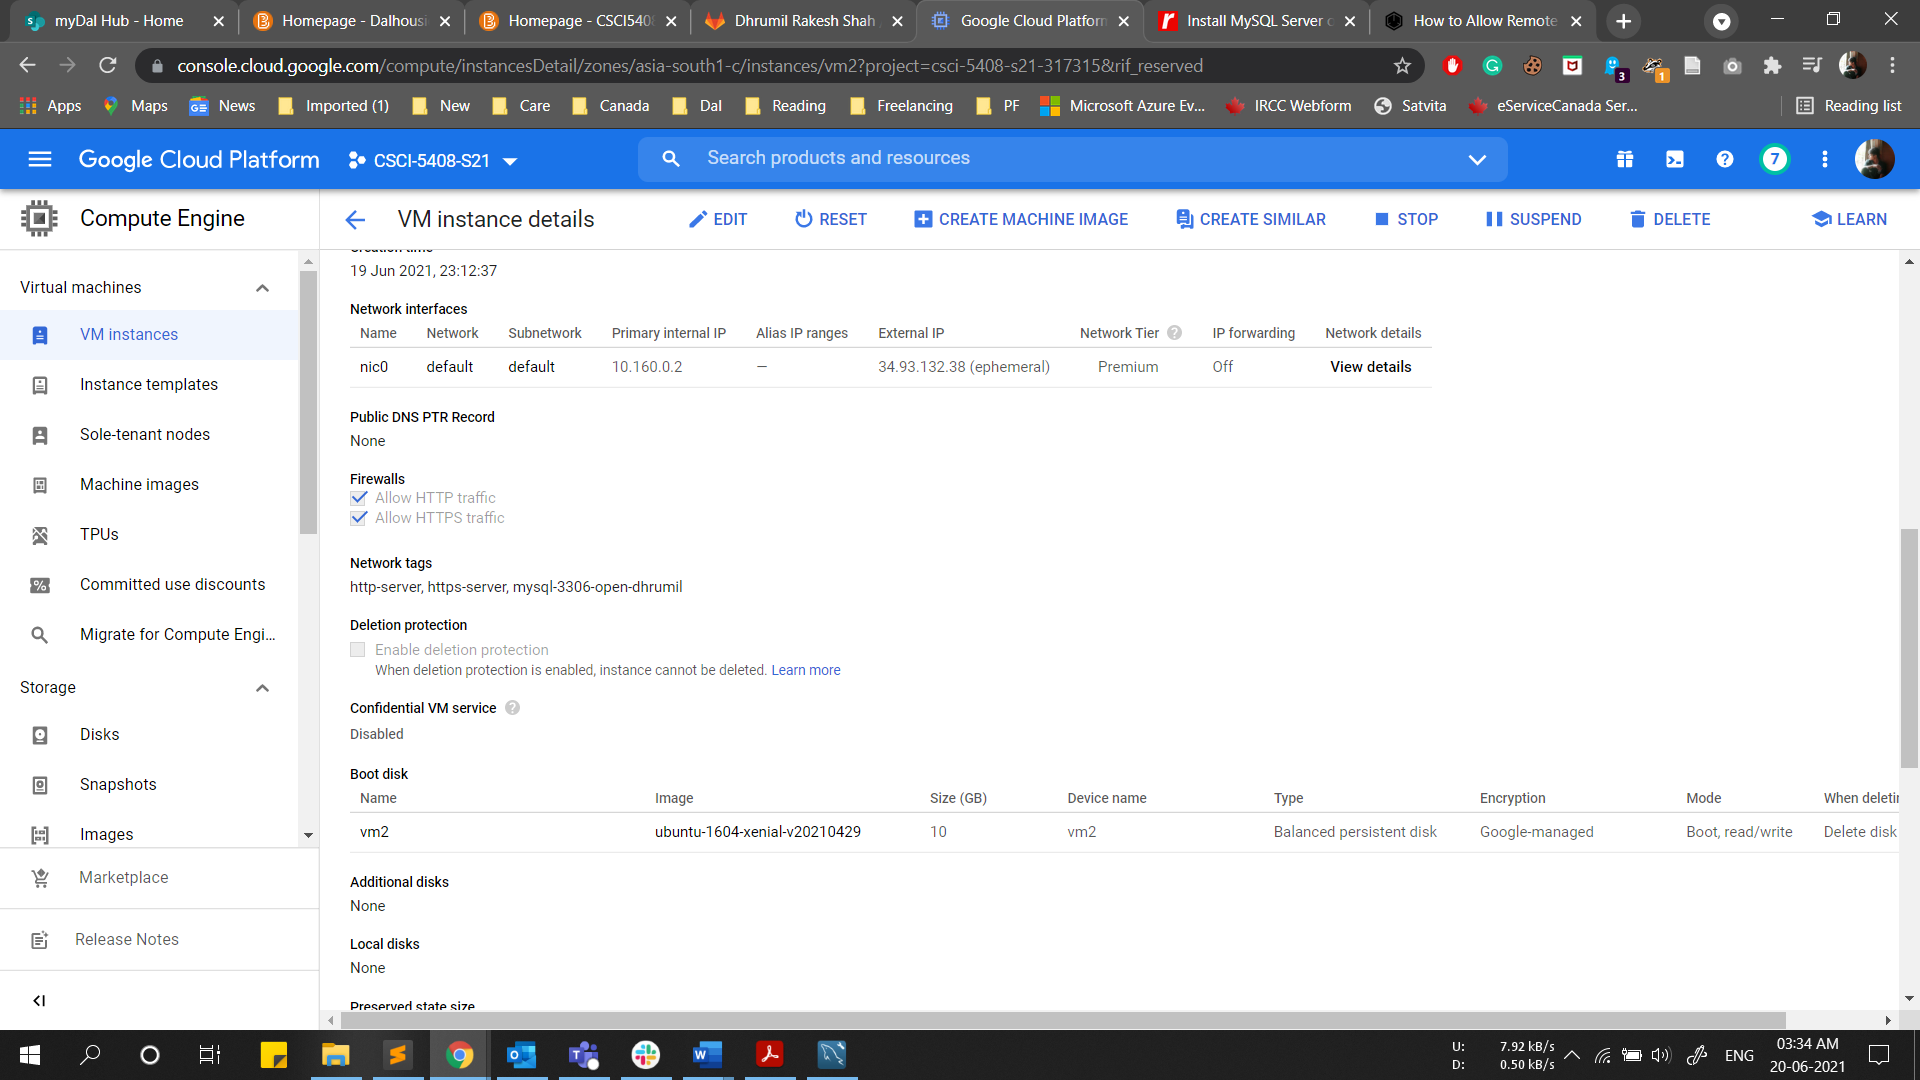 myDal Hub - Home
Homepage - Dalhousi
Homepage - CSCI540
Dhrumil Rakesh Shah
Google Cloud Platform
Install MySQL Server o
How to Allow Remote
console.cloud.google.com/compute/instancesDetail/zones/asia-south1-c/instances/vm2?project=csci-5408-s21-317315&rif_reserved
3
1
Apps
Maps
News
Imported (1)
New
Care
Canada
Dal
Reading
Freelancing
PF
Microsoft Azure Ev...
IRCC Webform
Satvita
eServiceCanada Ser...
Reading list
Google Cloud Platform
CSCI-5408-S21
Search products and resources
7
Compute Engine
VM instance details
EDIT
RESET
CREATE MACHINE IMAGE
CREATE SIMILAR
STOP
SUSPEND
DELETE
LEARN
Virtual machines
VM instances
Instance templates
Sole-tenant nodes
Machine images
TPUs
Committed use discounts
Migrate for Compute Engi...
Storage
Disks
Snapshots
Images
Marketplace
Release Notes
Creation time
19 Jun 2021, 23:12:37
Network interfaces
Name Network Subnetwork Primary internal IP Alias IP ranges External IP Network Tier IP forwarding Network details
nic0 default default 10.160.0.2 — 34.93.132.38 (ephemeral) Premium Off View details
Public DNS PTR Record
None
Firewalls
Allow HTTP traffic
Allow HTTPS traffic
Network tags
http-server, https-server, mysql-3306-open-dhrumil
Deletion protection
Enable deletion protection
When deletion protection is enabled, instance cannot be deleted. Learn more
Confidential VM service
Disabled
Boot disk
Name Image Size (GB) Device name Type Encryption Mode When deletin
vm2 ubuntu-1604-xenial-v20210429 10 vm2 Balanced persistent disk Google-managed Boot, read/write Delete disk
Additional disks
None
Local disks
None
Preserved state size
U: 7.92 kB/s
D: 0.50 kB/s
ENG
03:34 AM
20-06-2021